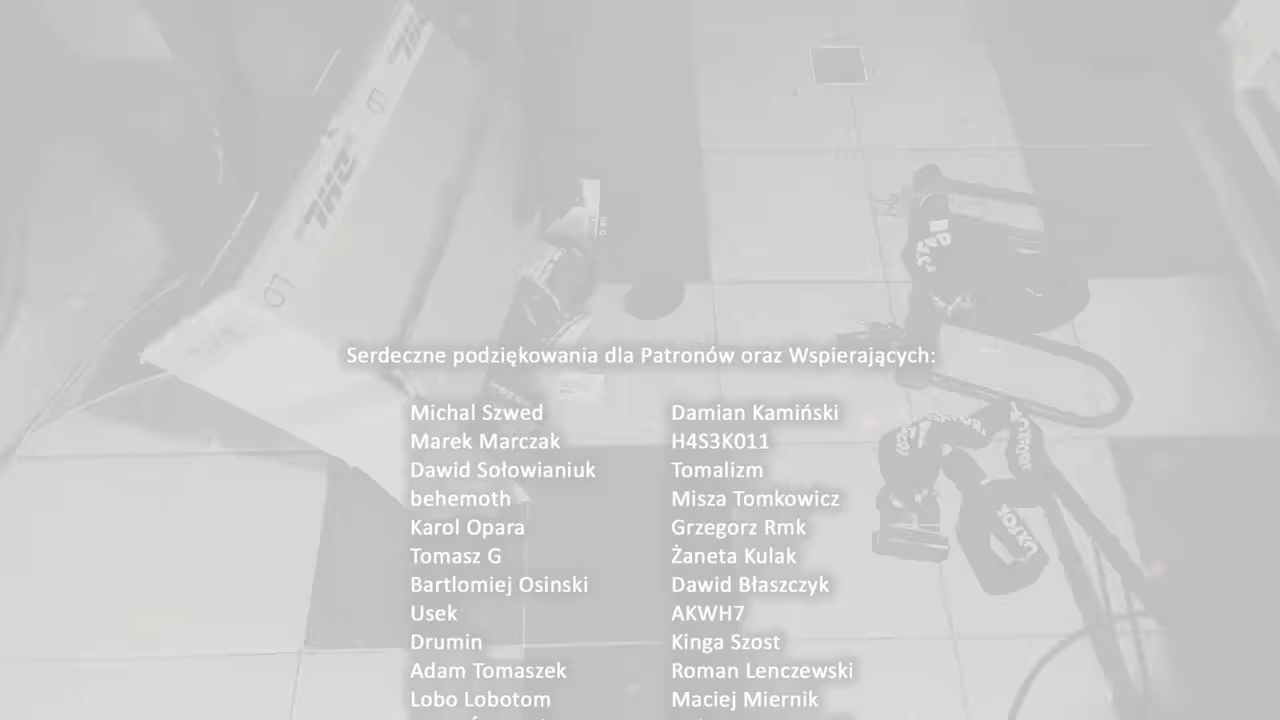 Serdeczne podziękowania dla Patronów oraz Wspierających:
Michal Szwed
Marek Marczak
Dawid Sołowianiuk
behemoth
Karol Opara
Tomasz G
Bartlomiej Osinski
Usek
Drumin
Adam Tomaszek
Lobo Lobotom
Damian Kamiński
H4S3K011
Tomalizm
Misza Tomkowicz
Grzegorz Rmk
Żaneta Kulak
Dawid Błaszczyk
AKWH7
Kinga Szost
Roman Lenczewski
Maciej Miernik